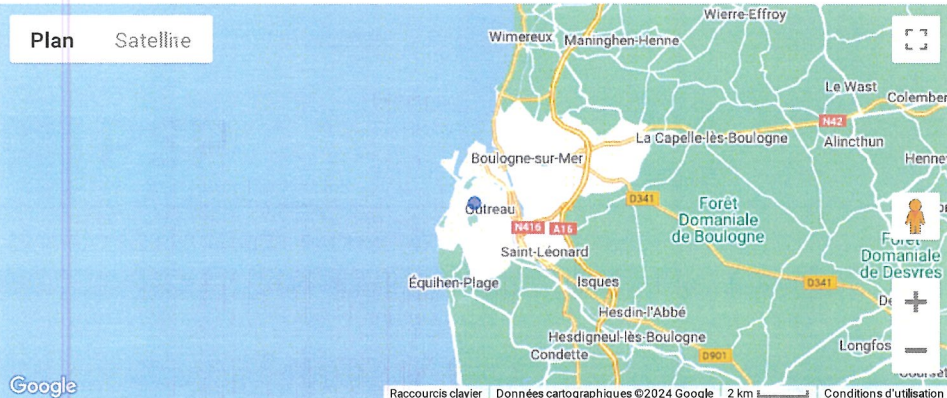 Plan Satellite
Wierre-Effroy
Wimereux
Maninghen-Henne
Le Wast
Colember
N42
La Capelle-lès-Boulogne
Alincthun
Boulogne-sur-Mer
Henne
D341
Outreau
Forêt
Domaniale
de Boulogne
N416
A16
Saint-Léonard
Forêt
Domaniale
de Desvres
Équihen-Plage
Isques
D341
Hesdin-l'Abbé
Hesdigneul-lès-Boulogne
Condette
D901
Longfos
Google
Raccourcis clavier Données cartographiques ©2024 Google 2 km Conditions d'utilisation